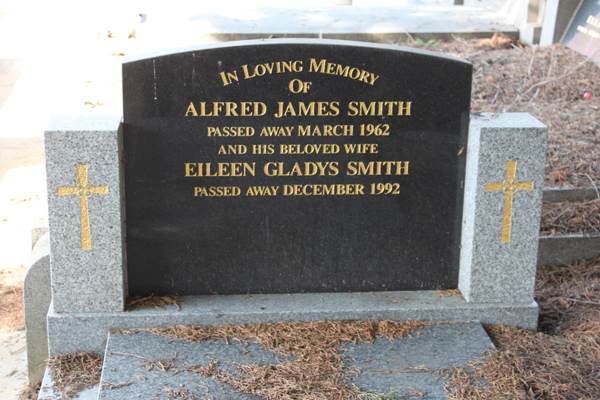 In Loving Memory
Of
ALFRED JAMES SMITH
PASSED AWAY MARCH 1962
AND HIS BELOVED WIFE
EILEEN GLADYS SMITH
PASSED AWAY DECEMBER 1992